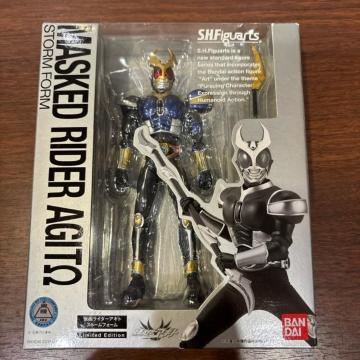 MASKED RIDER AGITΩ
STORM FORM
S.H.Figuarts
S.H.Figuarts is a
new standard figure
series that incorporates
the Bandai action figure
"Art" under the theme
"Pursuing Character
Expression through
Humanoid Action."
仮面ライダーアギト
ストームフォーム
Limited Edition
BAN
DAI